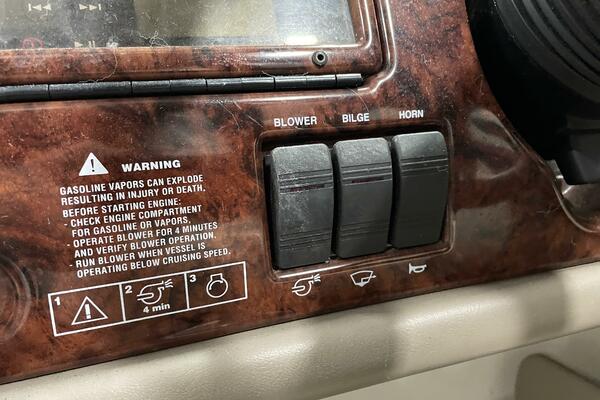 BLOWER BILGE HORN
WARNING
GASOLINE VAPORS CAN EXPLODE
RESULTING IN INJURY OR DEATH.
BEFORE STARTING ENGINE:
- CHECK ENGINE COMPARTMENT
FOR GASOLINE OR VAPORS.
- OPERATE BLOWER FOR 4 MINUTES
AND VERIFY BLOWER OPERATION.
- RUN BLOWER WHEN VESSEL IS
OPERATING BELOW CRUISING SPEED.
1 2 3
4 min